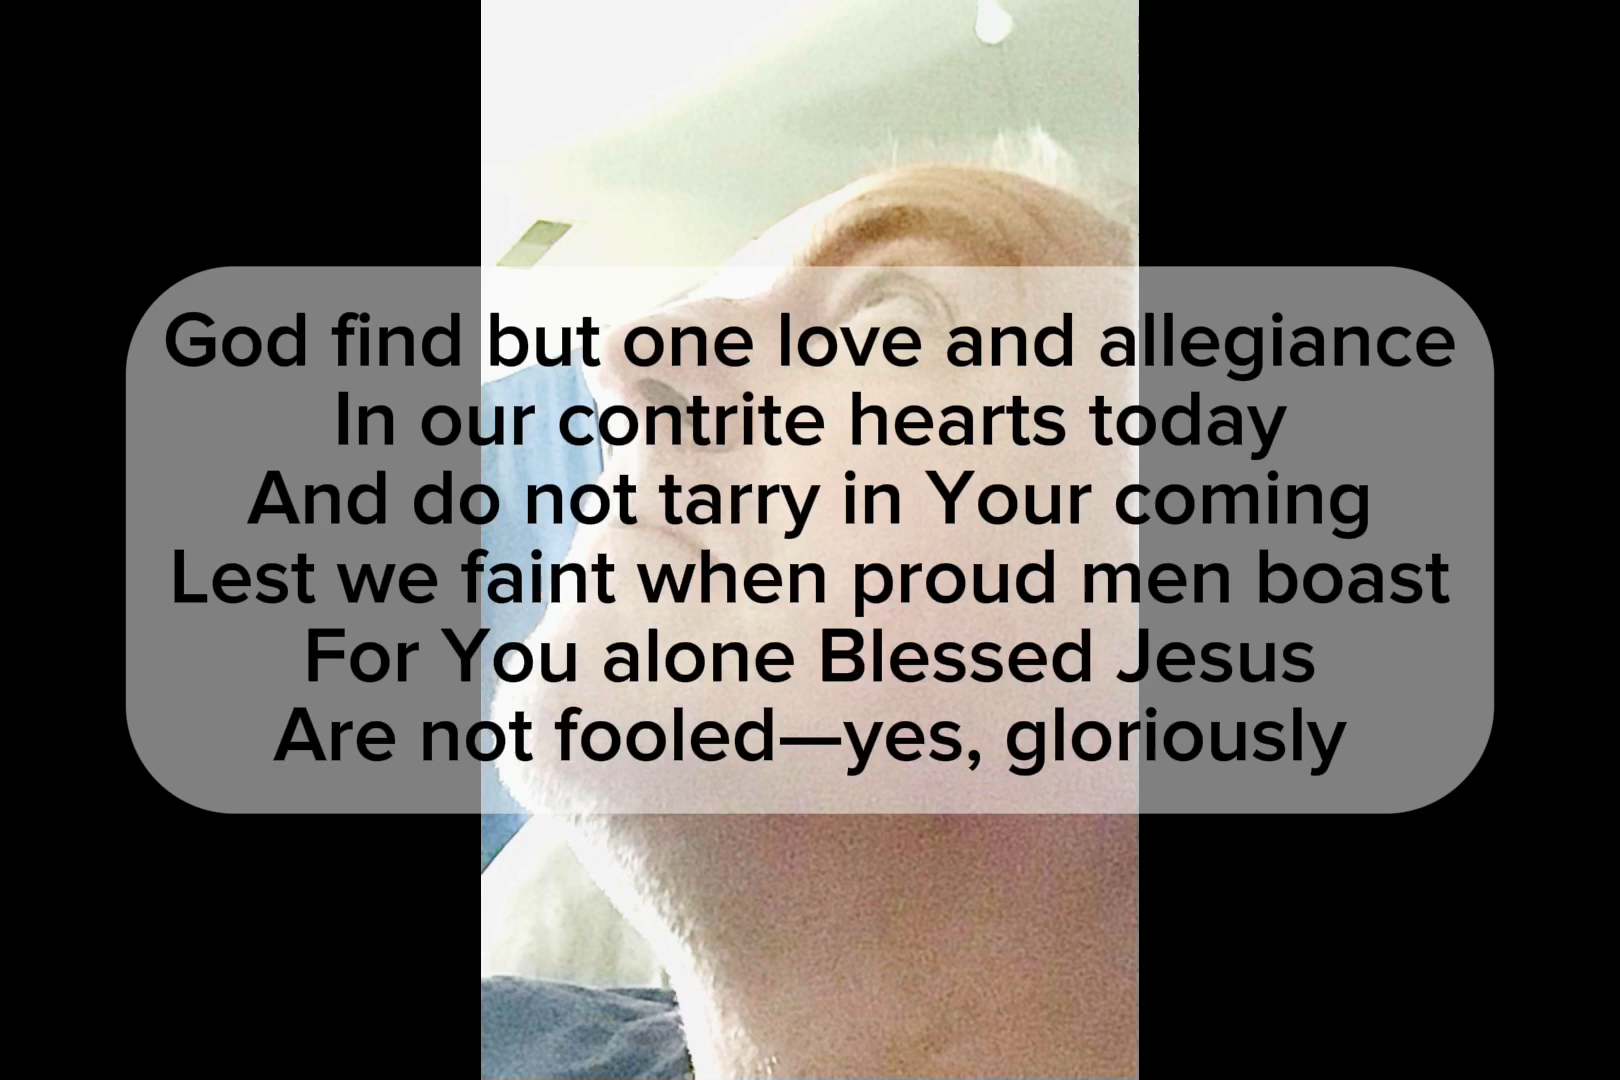 God find but one love and allegiance
In our contrite hearts today
And do not tarry in Your coming
Lest we faint when proud men boast
For You alone Blessed Jesus
Are not fooled—yes, gloriously